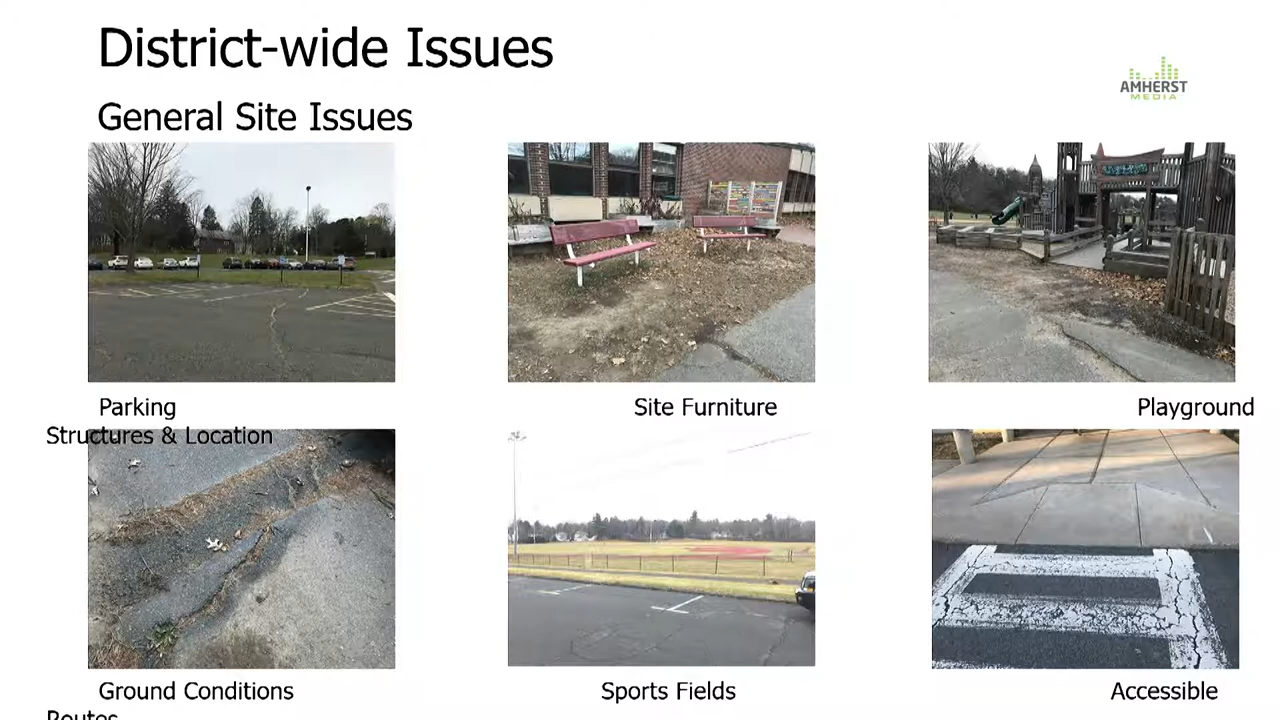 District-wide Issues
AMHERST
MEDIA
General Site Issues
Parking Site Furniture Playground
Structures & Location
Ground Conditions Sports Fields Accessible
Routes